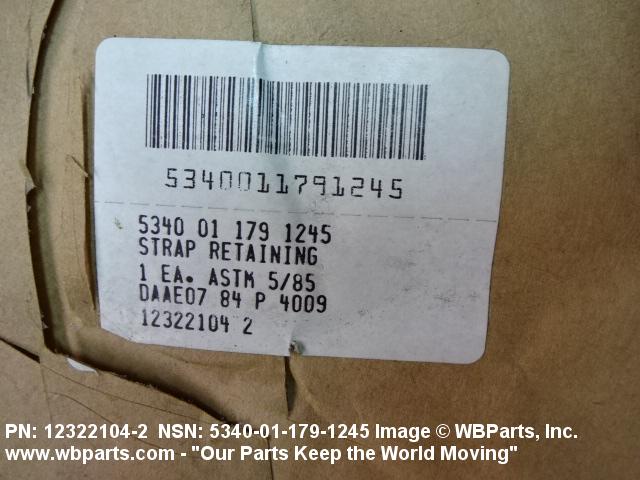 5340011791245
5340 01 179 1245
STRAP RETAINING
1 EA. ASTM 5/85
DAAE07 84 P 4009
12322104 2
PN: 12322104-2 NSN: 5340-01-179-1245 Image © WBParts, Inc.
www.wbparts.com - "Our Parts Keep the World Moving"